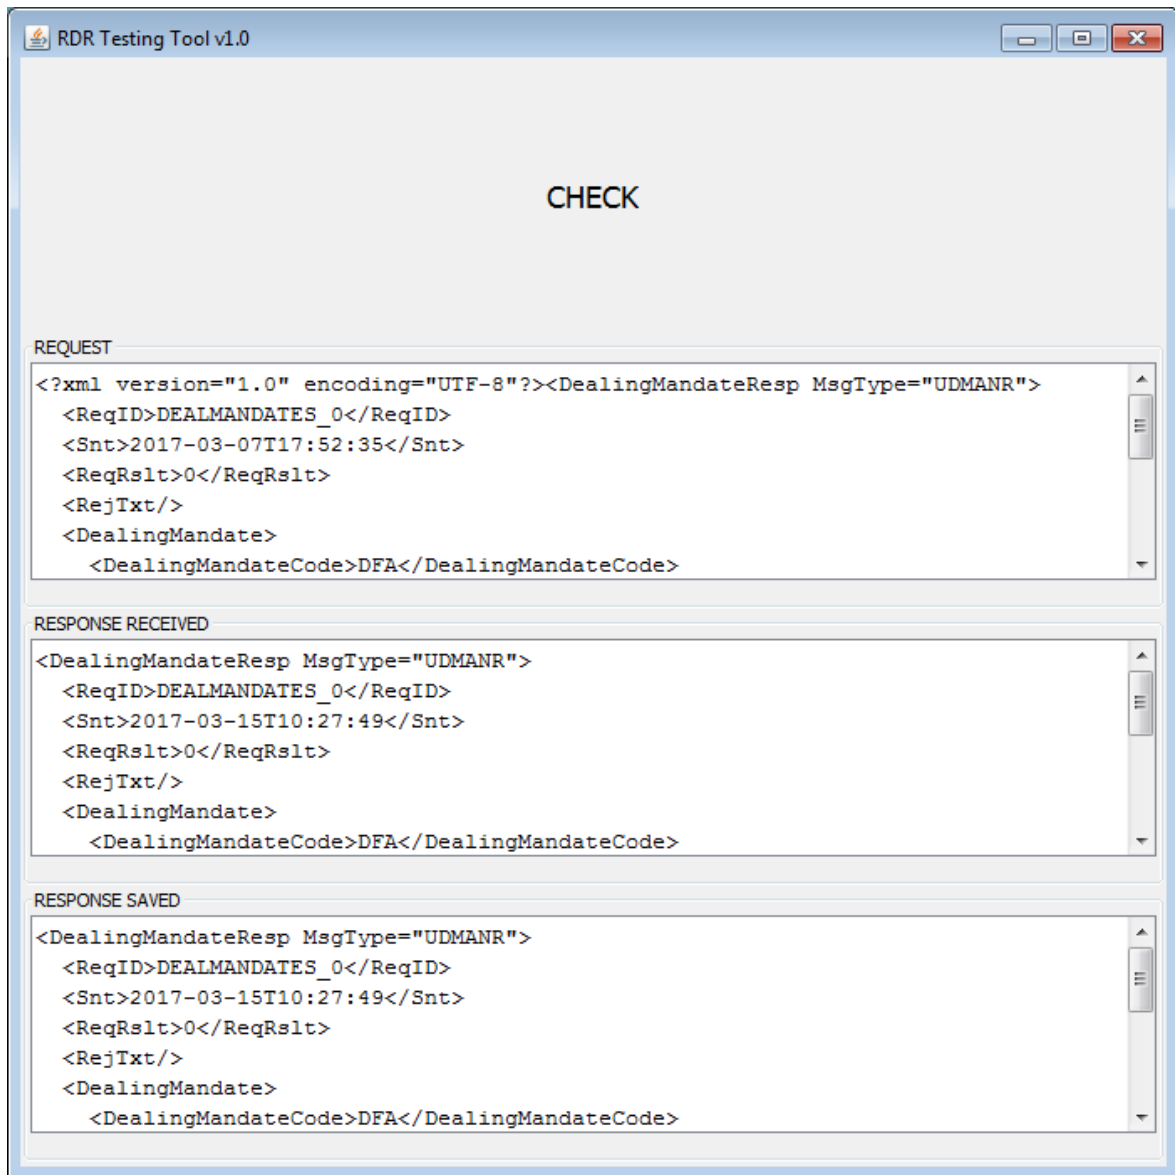 RDR Testing Tool v1.0
CHECK
REQUEST
<?xml version="1.0" encoding="UTF-8"?><DealingMandateResp MsgType="UDMANR">
  <ReqID>DEALMANDATES_0</ReqID>
  <Snt>2017-03-07T17:52:35</Snt>
  <ReqRslt>0</ReqRslt>
  <RejTxt/>
  <DealingMandate>
    <DealingMandateCode>DFA</DealingMandateCode>
RESPONSE RECEIVED
<DealingMandateResp MsgType="UDMANR">
  <ReqID>DEALMANDATES_0</ReqID>
  <Snt>2017-03-15T10:27:49</Snt>
  <ReqRslt>0</ReqRslt>
  <RejTxt/>
  <DealingMandate>
    <DealingMandateCode>DFA</DealingMandateCode>
RESPONSE SAVED
<DealingMandateResp MsgType="UDMANR">
  <ReqID>DEALMANDATES_0</ReqID>
  <Snt>2017-03-15T10:27:49</Snt>
  <ReqRslt>0</ReqRslt>
  <RejTxt/>
  <DealingMandate>
    <DealingMandateCode>DFA</DealingMandateCode>